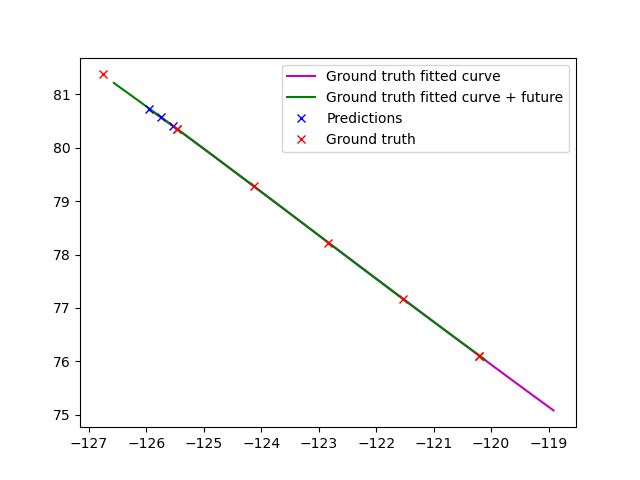 Ground truth fitted curve
Ground truth fitted curve + future
Predictions
Ground truth
81
80
79
78
77
76
75
−127 −126 −125 −124 −123 −122 −121 −120 −119